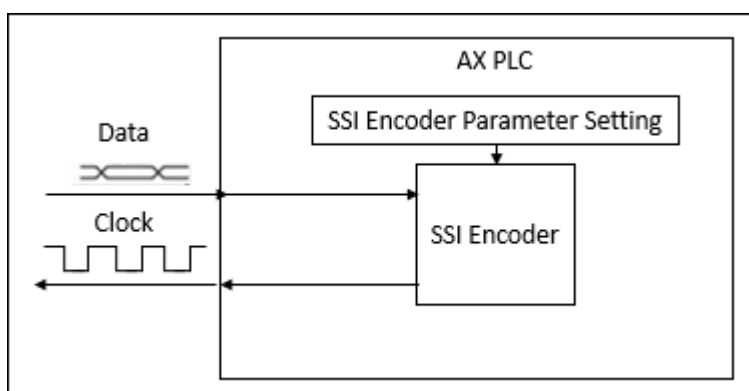 AX PLC
SSI Encoder Parameter Setting
Data
Clock
SSI Encoder